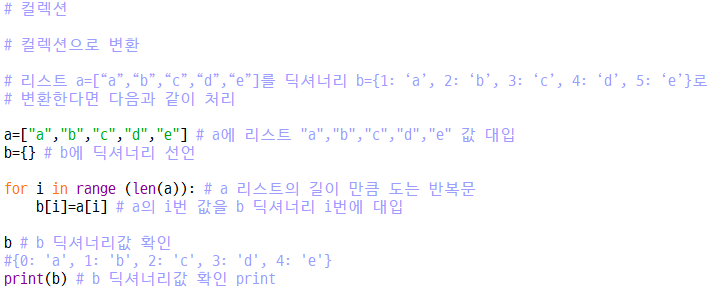 # 컬렉션
# 컬렉션으로 변환
# 리스트 a=[“a”,“b”,“c”,“d”,“e”]를 딕셔너리 b={1: ‘a’, 2: ‘b’, 3: ‘c’, 4: ‘d’, 5: ‘e’}로
# 변환한다면 다음과 같이 처리
a=["a","b","c","d","e"] # a에 리스트 "a","b","c","d","e" 값 대입
b={} # b에 딕셔너리 선언
for i in range (len(a)): # a 리스트의 길이 만큼 도는 반복문
    b[i]=a[i] # a의 i번 값을 b 딕셔너리 i번에 대입
b # b 딕셔너리값 확인
#{0: 'a', 1: 'b', 2: 'c', 3: 'd', 4: 'e'}
print(b) # b 딕셔너리값 확인 print